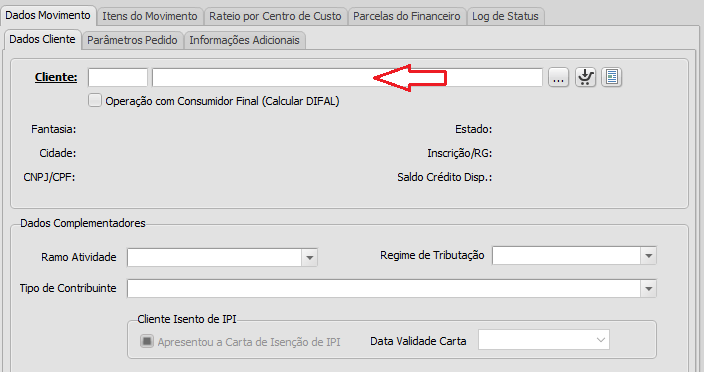 Dados Movimento Itens do Movimento Rateio por Centro de Custo Parcelas do Financeiro Log de Status
Dados Cliente Parâmetros Pedido Informações Adicionais
Cliente: ...
Operação com Consumidor Final (Calcular DIFAL)
Fantasia: Estado:
Cidade: Inscrição/RG:
CNPJ/CPF: Saldo Crédito Disp.:
Dados Complementadores
Ramo Atividade Regime de Tributação
Tipo de Contribuinte
Cliente Isento de IPI
Apresentou a Carta de Isenção de IPI Data Validade Carta